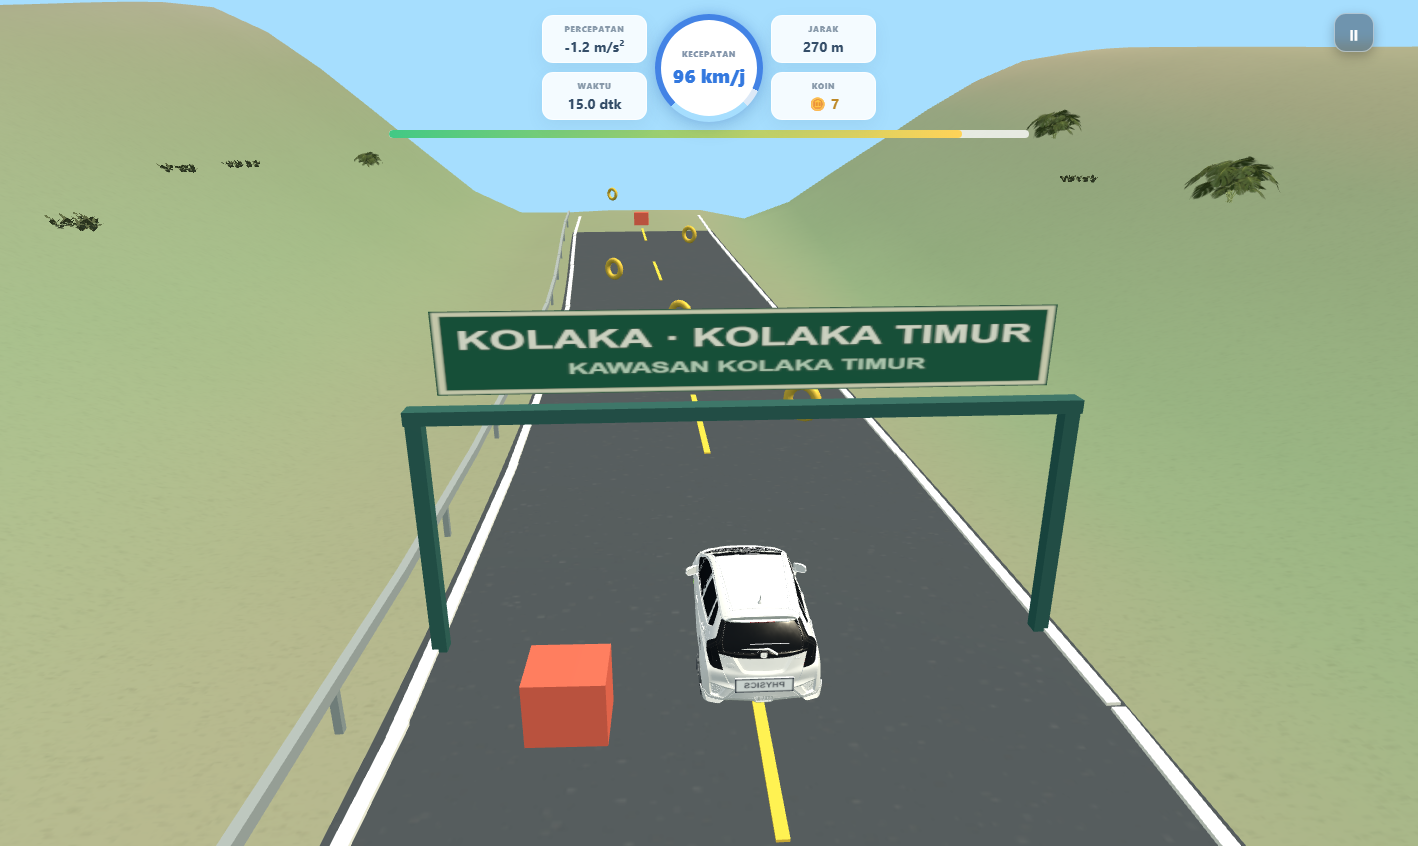 PERCEPATAN
-1.2 m/s²
WAKTU
15.0 dtk
KECEPATAN
96 km/j
JARAK
270 m
KOIN
7
KOLAKA · KOLAKA TIMUR
KAWASAN KOLAKA TIMUR
PHYSICS